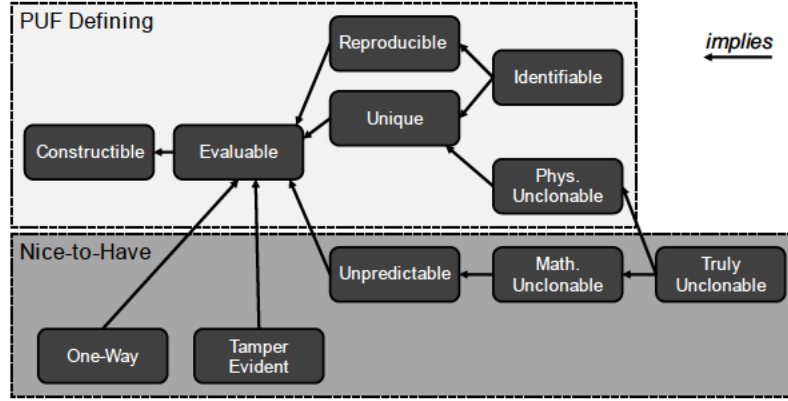 PUF Defining
Reproducible
implies
Identifiable
Unique
Constructible
Evaluable
Phys.
Unclonable
Nice-to-Have
Unpredictable
Math.
Unclonable
Truly
Unclonable
One-Way
Tamper
Evident